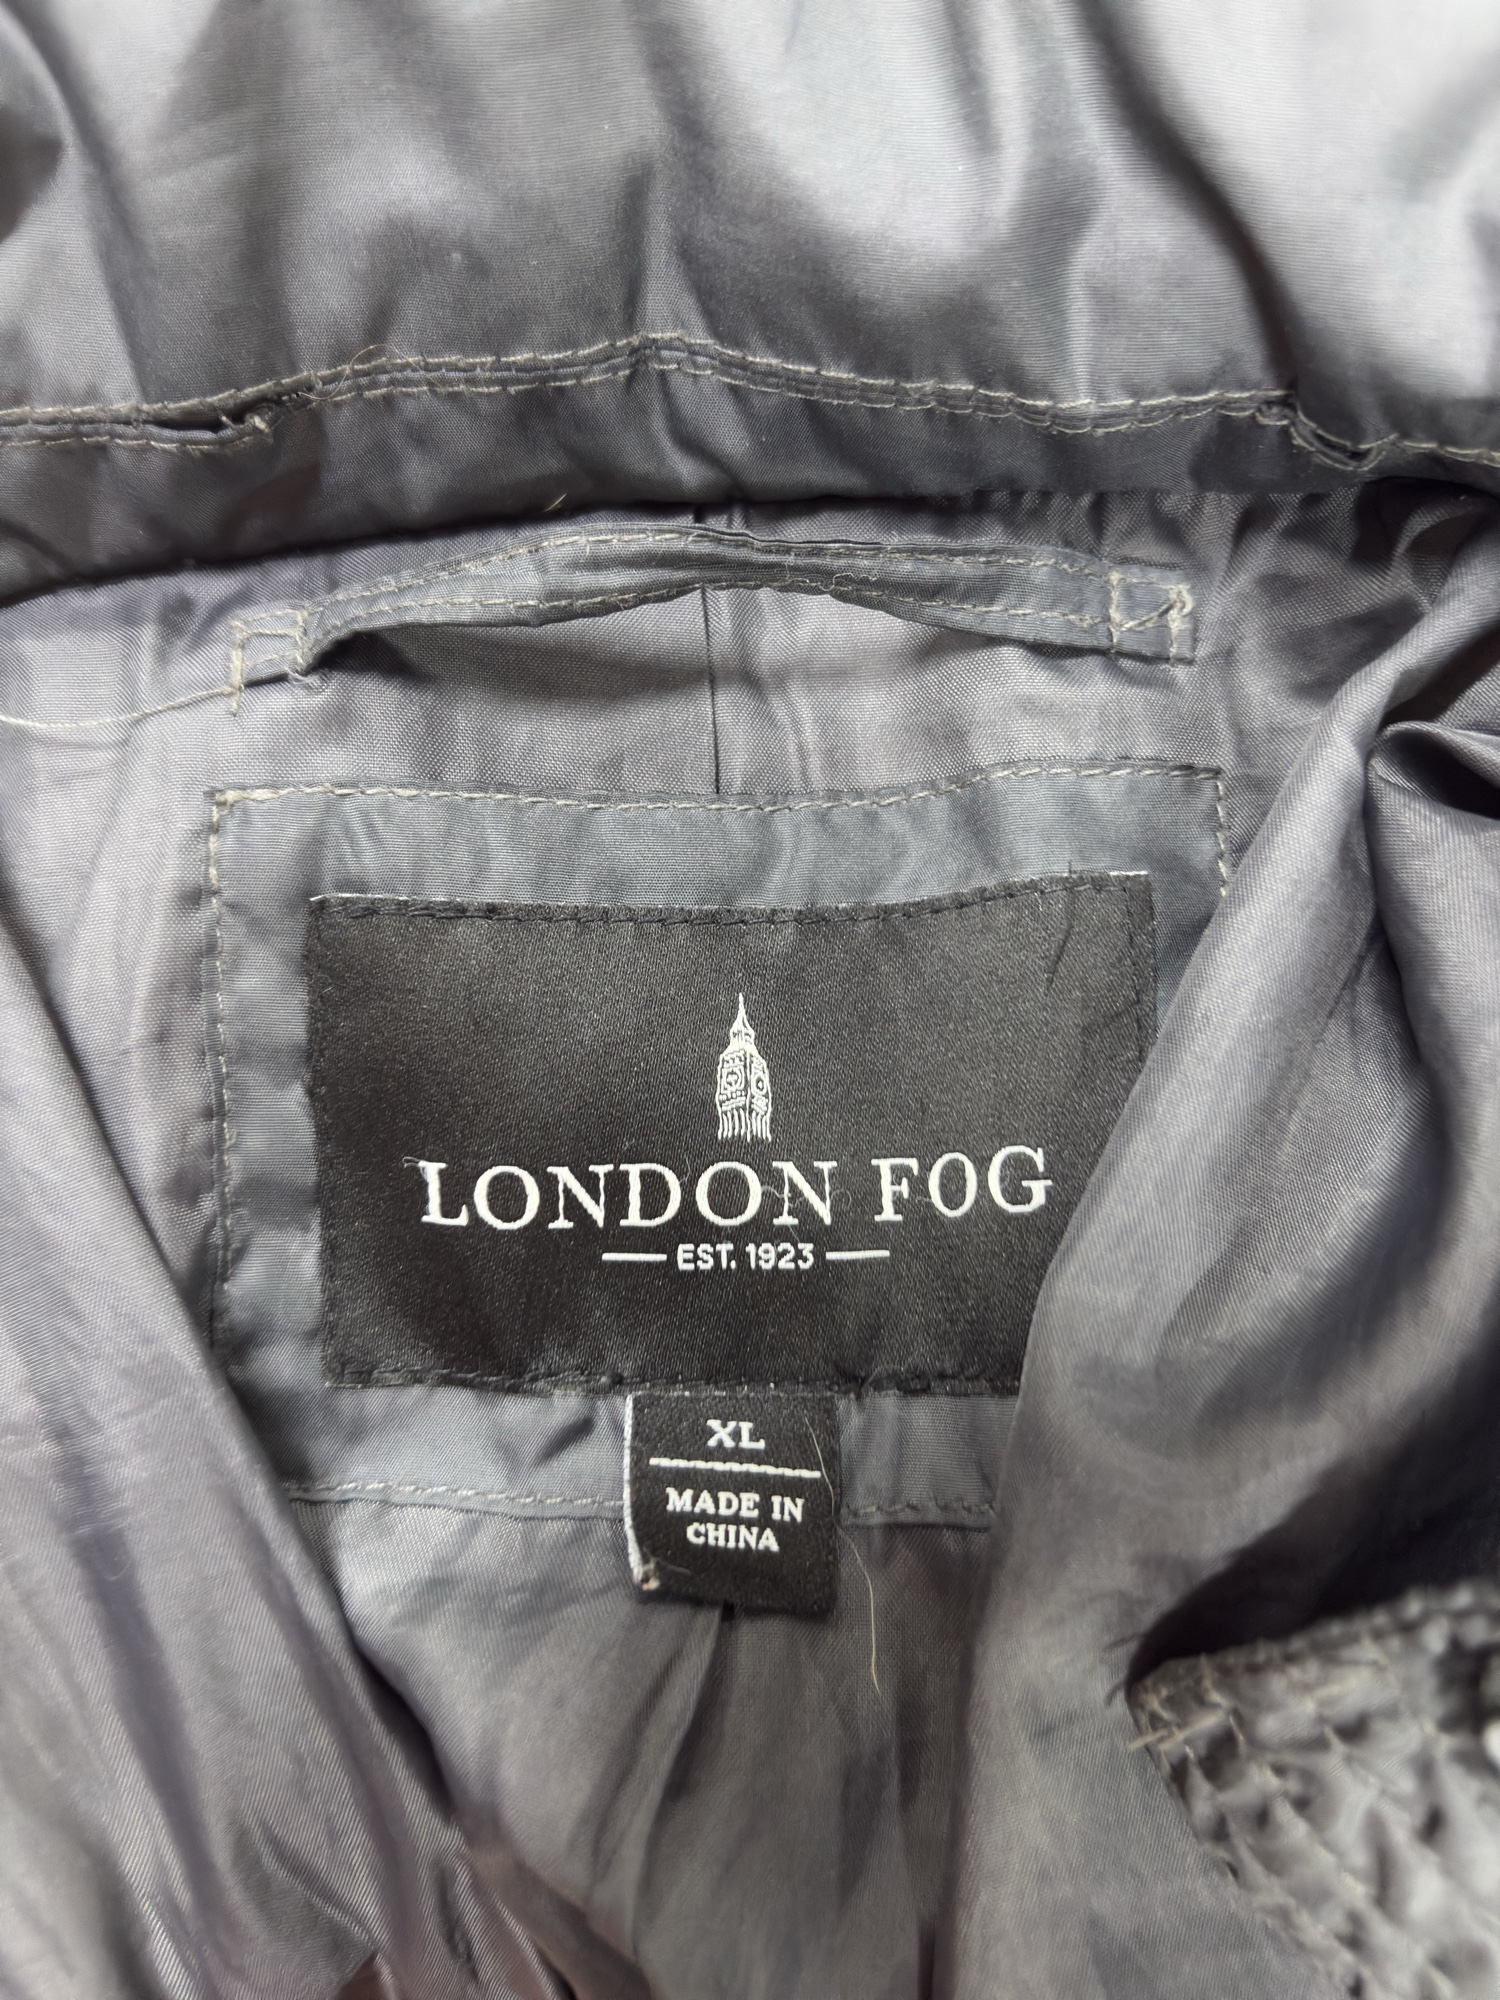 LONDON FOG
EST. 1923
XL
MADE IN
CHINA